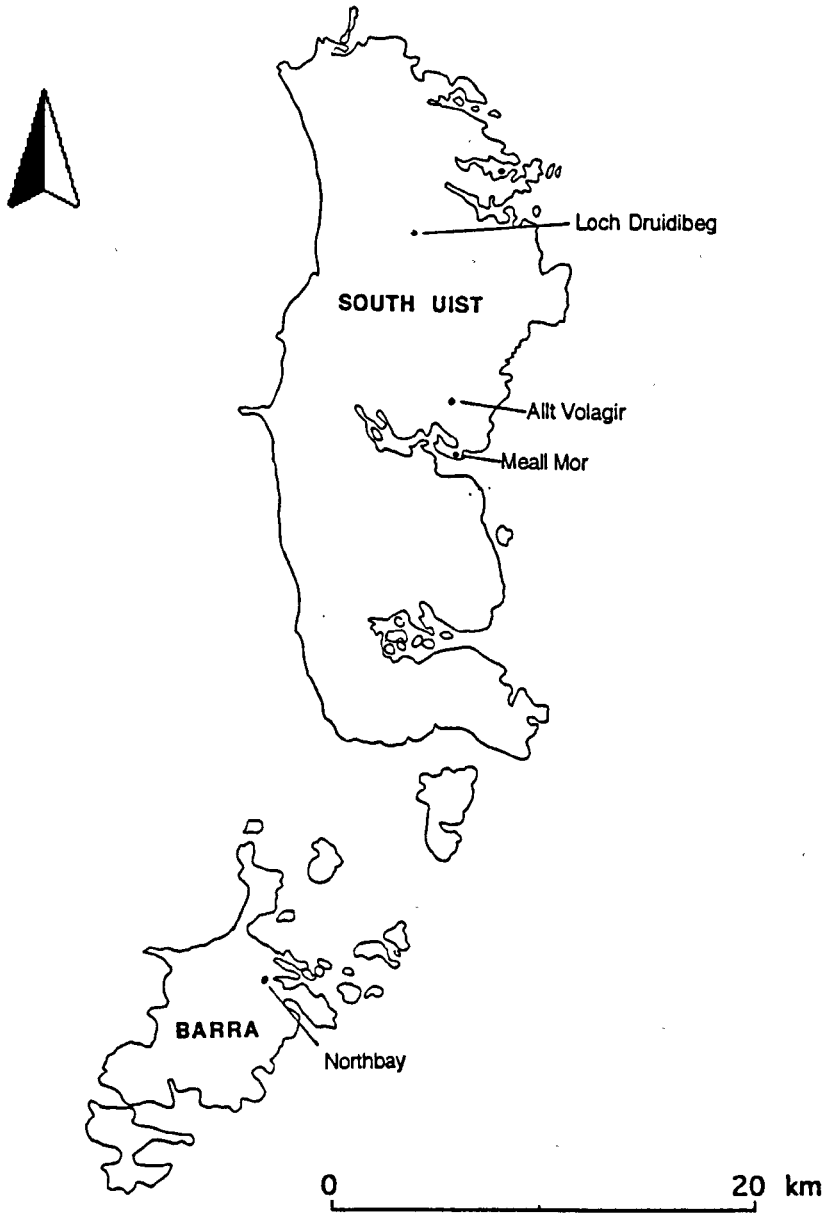 Loch Druidibeg
SOUTH UIST
Allt Volagir
Meall Mor
BARRA
Northbay
0 20 km